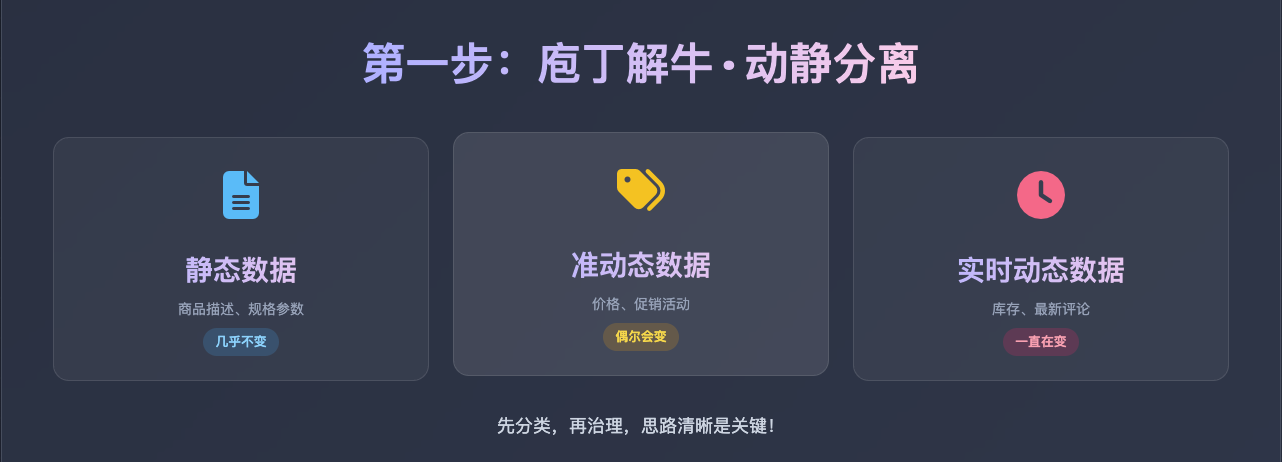 第一步：庖丁解牛·动静分离
静态数据
商品描述、规格参数
几乎不变
准动态数据
价格、促销活动
偶尔会变
实时动态数据
库存、最新评论
一直在变
先分类，再治理，思路清晰是关键！